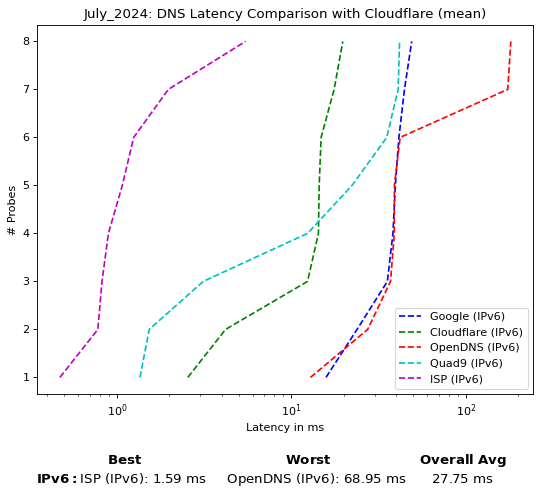 July_2024: DNS Latency Comparison with Cloudflare (mean)
8
7
6
5
4
3
2
1
# Probes
Google (IPv6)
Cloudflare (IPv6)
OpenDNS (IPv6)
Quad9 (IPv6)
ISP (IPv6)
10⁰ 10¹ 10²
Latency in ms
Best Worst Overall Avg
IPv6: ISP (IPv6): 1.59 ms OpenDNS (IPv6): 68.95 ms 27.75 ms